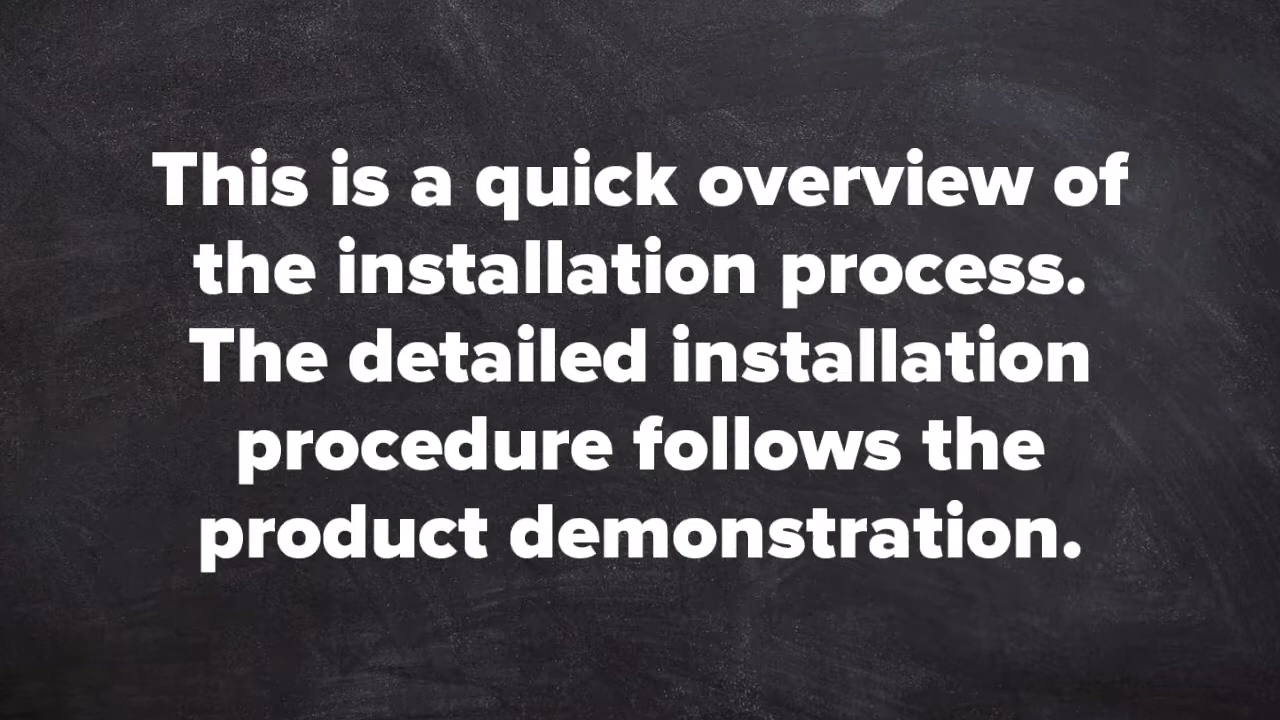 This is a quick overview of
the installation process.
The detailed installation
procedure follows the
product demonstration.